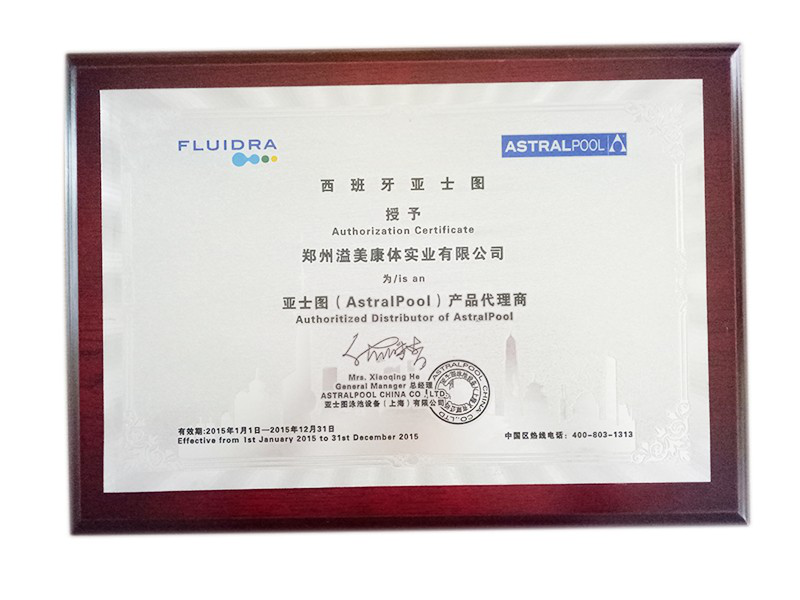 FLUIDRA
ASTRALPOOL
西班牙亚士图
授予
Authorization Certificate
郑州溢美康体实业有限公司
为/is an
亚士图(AstralPool)产品代理商
Authoritized Distributor of AstralPool
Mrs. Xiaoqing He
General Manager 总经理
ASTRALPOOL CHINA CO.,LTD
亚士图泳池设备(上海)有限公司
ASTRALPOOL CHINA CO.,LTD
有效期:2015年1月1日—2015年12月31日
Effective from 1st January 2015 to 31st December 2015
中国区热线电话:400-803-1313